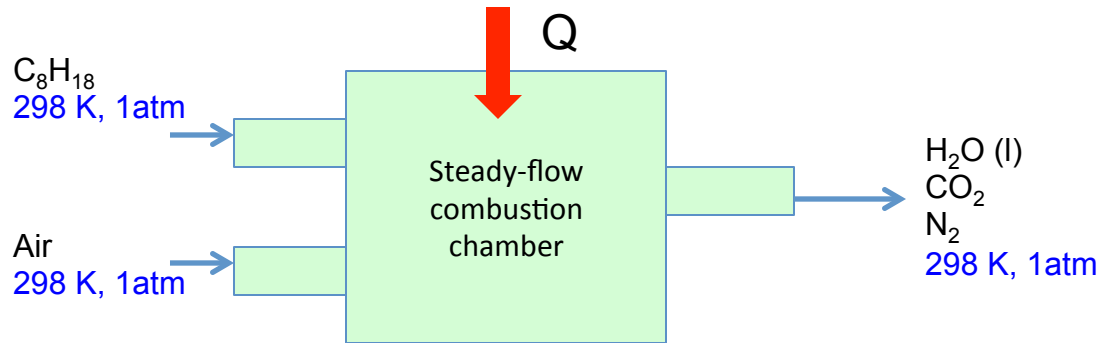 Q
C₈H₁₈
298 K, 1atm
Steady-flow
combustion
chamber
Air
298 K, 1atm
H₂O (l)
CO₂
N₂
298 K, 1atm